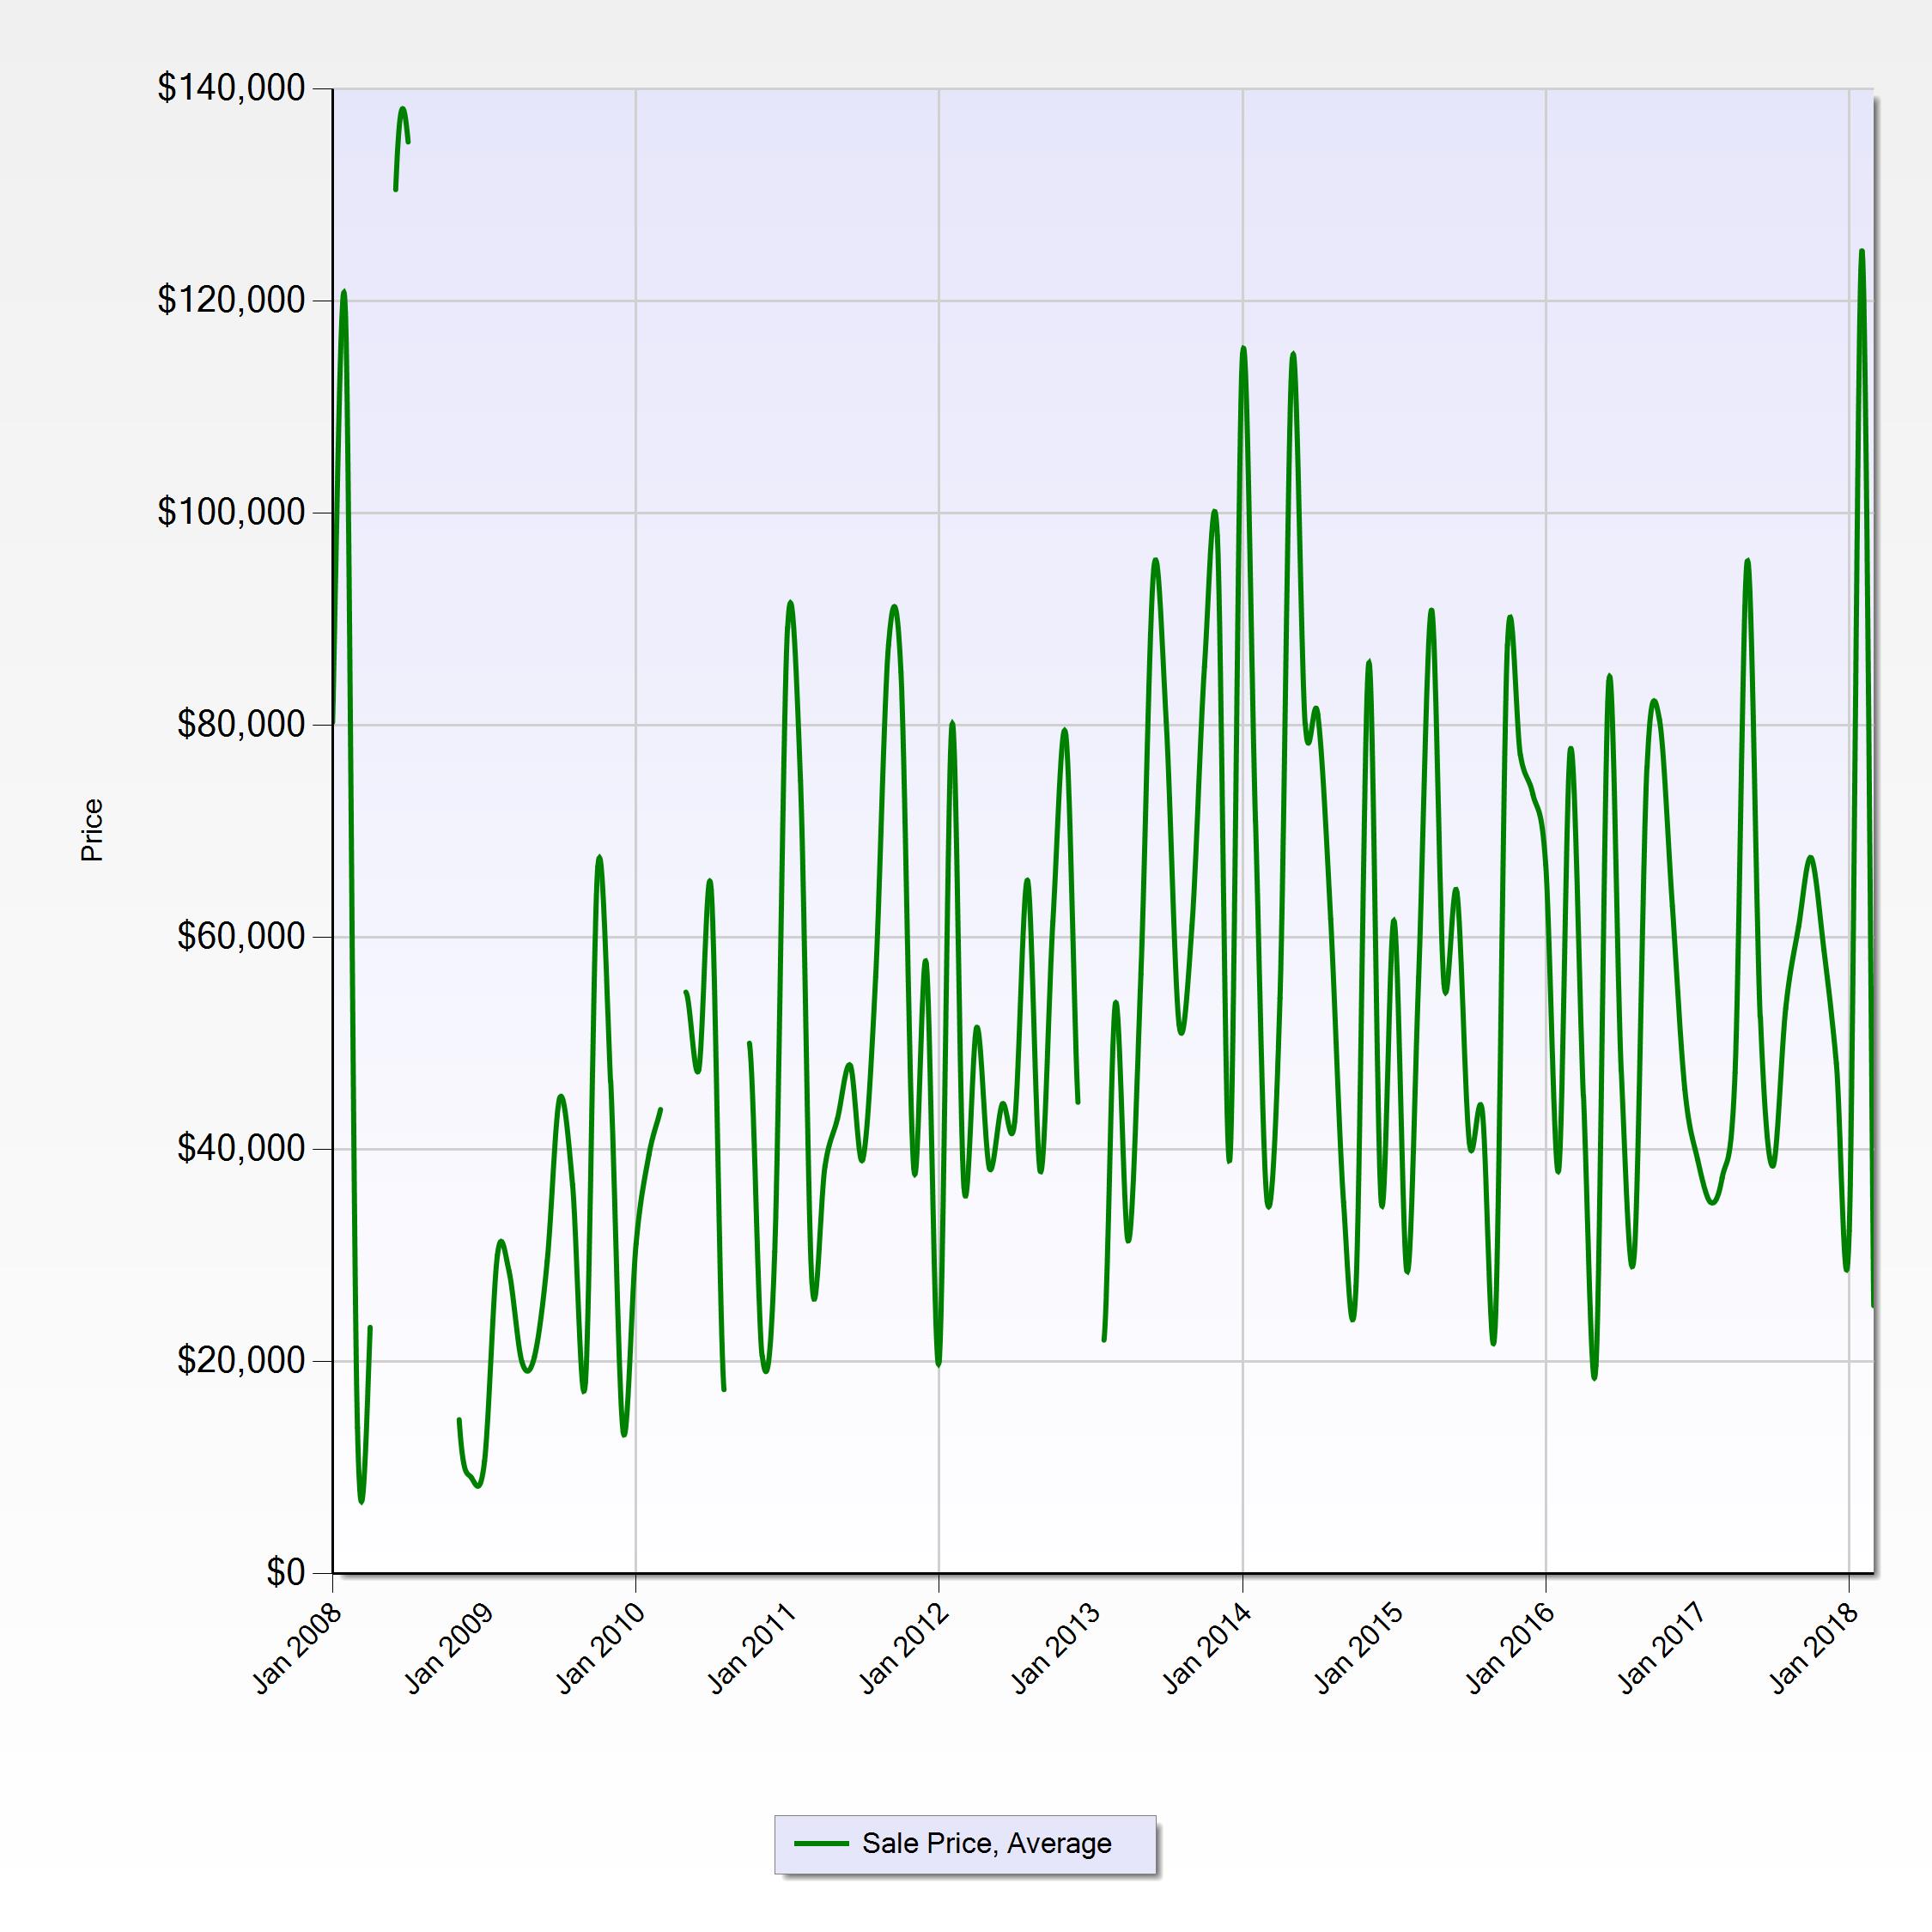 $140,000
$120,000
$100,000
$80,000
$60,000
$40,000
$20,000
$0
Price
Jan 2008
Jan 2009
Jan 2010
Jan 2011
Jan 2012
Jan 2013
Jan 2014
Jan 2015
Jan 2016
Jan 2017
Jan 2018
Sale Price, Average